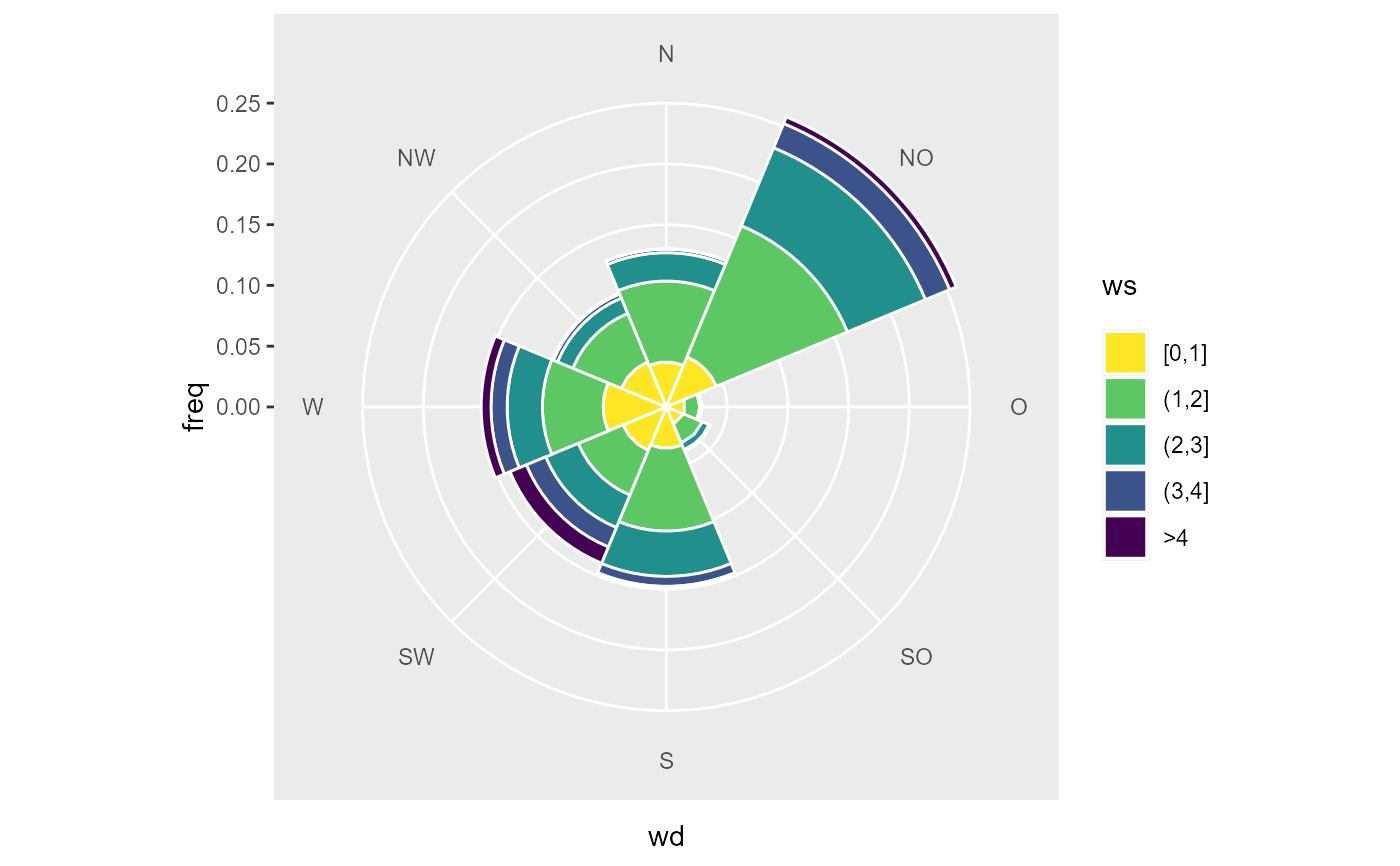 N
0.25
NW
NO
0.20
0.15
0.10
0.05
0.00
W
O
freq
SW
SO
S
wd
ws
[0,1]
(1,2]
(2,3]
(3,4]
>4